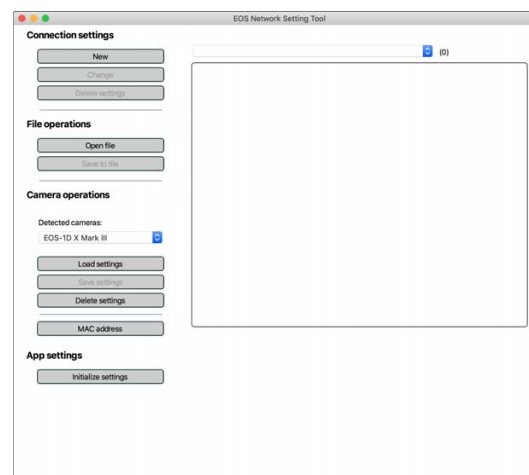 EOS Network Setting Tool
Connection settings
New
Change
Delete settings
(0)
File operations
Open file
Save to file
Camera operations
Detected cameras:
EOS-1D X Mark III
Load settings
Save settings
Delete settings
MAC address
App settings
Initialize settings